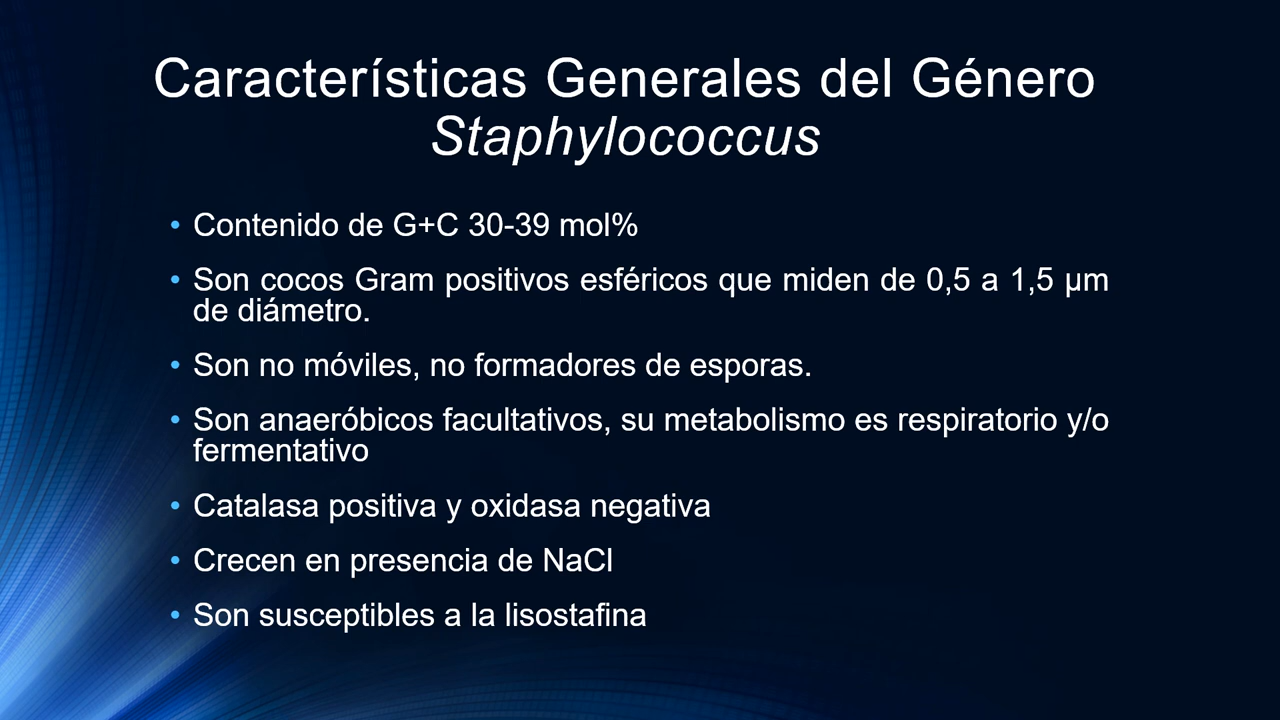 Características Generales del Género
Staphylococcus
• Contenido de G+C 30-39 mol%
• Son cocos Gram positivos esféricos que miden de 0,5 a 1,5 µm
de diámetro.
• Son no móviles, no formadores de esporas.
• Son anaeróbicos facultativos, su metabolismo es respiratorio y/o
fermentativo
• Catalasa positiva y oxidasa negativa
• Crecen en presencia de NaCl
• Son susceptibles a la lisostafina